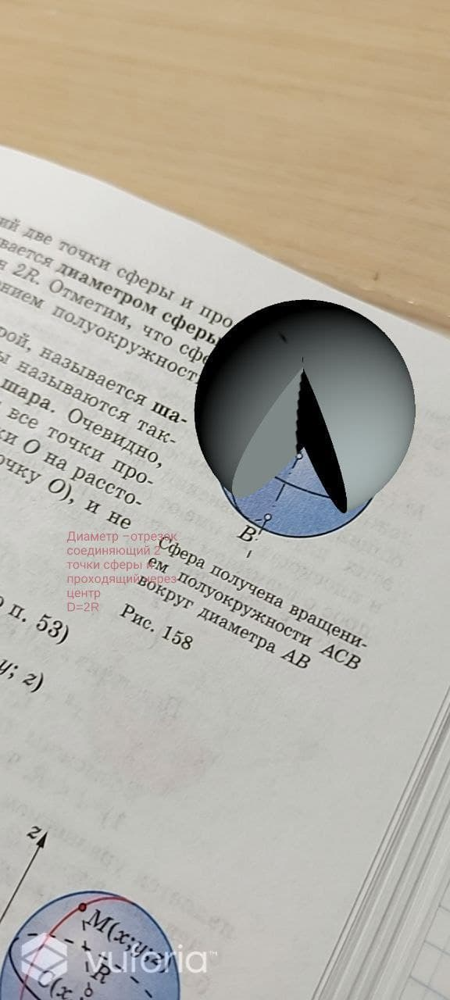 ий две точки сферы и про
вается диаметром сферы
н 2R. Отметим, что сфе
нием полуокружност
рой, называется ша-
ы называются так-
шара. Очевидно,
все точки про-
ки O на рассто-
очку O), и не
B
Диаметр –отрезок
соединяющий 2
точки сферы и
проходящий через
центр
D=2R
Сфера получена вращени-
ем полуокружности ACB
вокруг диаметра AB
Рис. 158
п. 53)
y; z)
z
M(x;y;z)
R
C(x
vuforia™